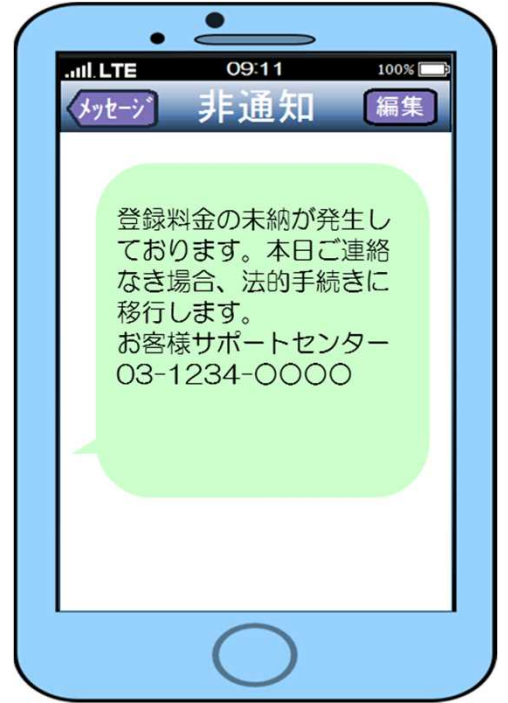 LTE 09:11 100%
メッセージ 非通知 編集
登録料金の未納が発生し
ております。本日ご連絡
なき場合、法的手続きに
移行します。
お客様サポートセンター
03-1234-〇〇〇〇